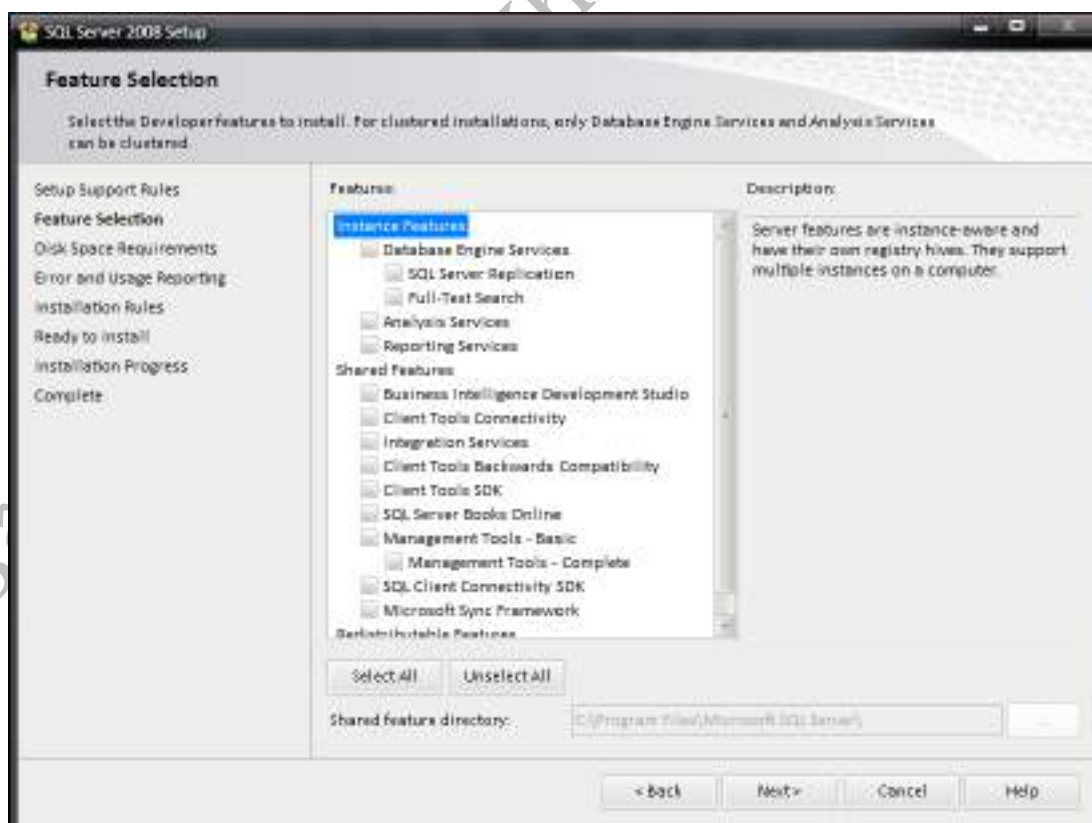 SQL Server 2008 Setup
Feature Selection
Select the Developer features to install. For clustered installations, only Database Engine Services and Analysis Services
can be clustered.
Setup Support Rules
Feature Selection
Disk Space Requirements
Error and Usage Reporting
Installation Rules
Ready to Install
Installation Progress
Complete
Features:
Instance Features
Database Engine Services
SQL Server Replication
Full-Text Search
Analysis Services
Reporting Services
Shared Features
Business Intelligence Development Studio
Client Tools Connectivity
Integration Services
Client Tools Backwards Compatibility
Client Tools SDK
SQL Server Books Online
Management Tools - Basic
Management Tools - Complete
SQL Client Connectivity SDK
Microsoft Sync Framework
Redistributable Features
Description:
Server features are instance-aware and
have their own registry hives. They support
multiple instances on a computer.
Select All
Unselect All
Shared feature directory:
C:\Program Files\Microsoft SQL Server\
...
< Back
Next >
Cancel
Help